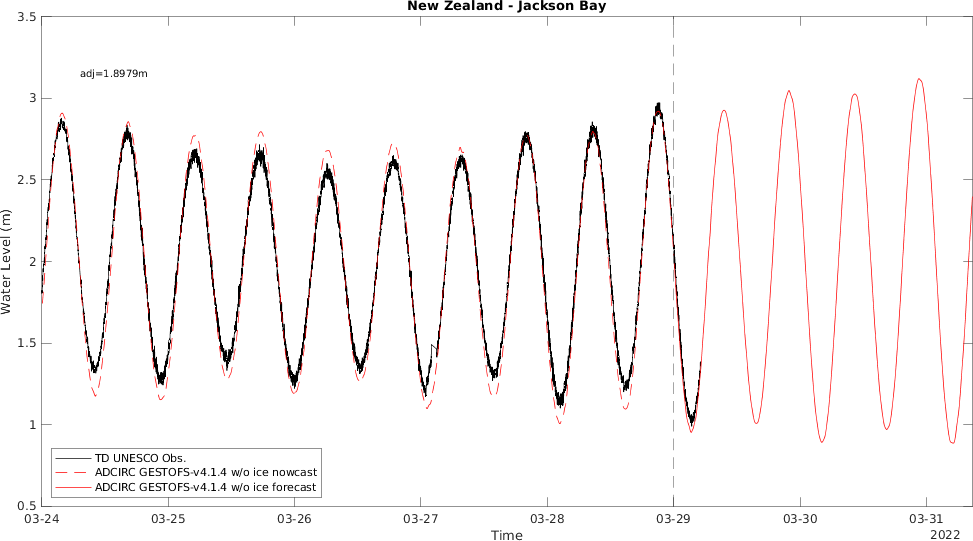 New Zealand - Jackson Bay
3.5
adj=1.8979m
3
2.5
2
1.5
1
0.5
Water Level (m)
TD UNESCO Obs.
ADCIRC GESTOFS-v4.1.4 w/o ice nowcast
ADCIRC GESTOFS-v4.1.4 w/o ice forecast
03-24 03-25 03-26 03-27 03-28 03-29 03-30 03-31
Time
2022